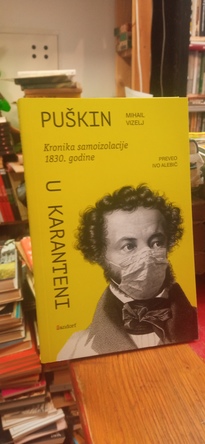 PUŠKIN
MIHAIL
VIZELJ
Kronika samoizolacije
1830. godine
PREVEO
IVO ALEBIĆ
U KARANTENI